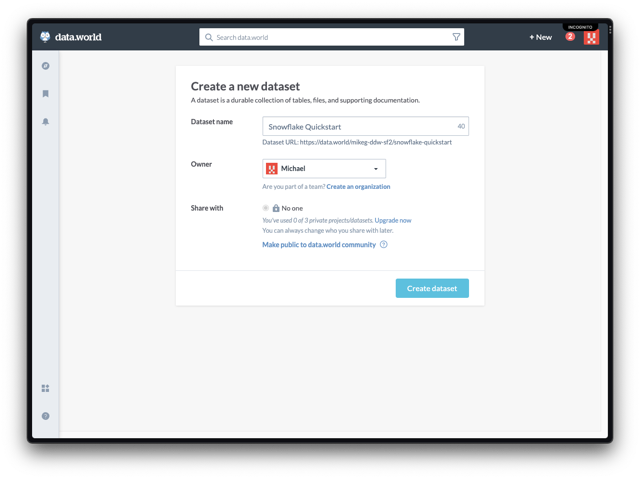 INCOGNITO
data.world
Search data.world
+ New
2
Create a new dataset
A dataset is a durable collection of tables, files, and supporting documentation.
Dataset name
Snowflake Quickstart
40
Dataset URL: https://data.world/mikeg-ddw-sf2/snowflake-quickstart
Owner
Michael
Are you part of a team? Create an organization
Share with
No one
You've used 0 of 3 private projects/datasets. Upgrade now
You can always change who you share with later.
Make public to data.world community ?
Create dataset
?